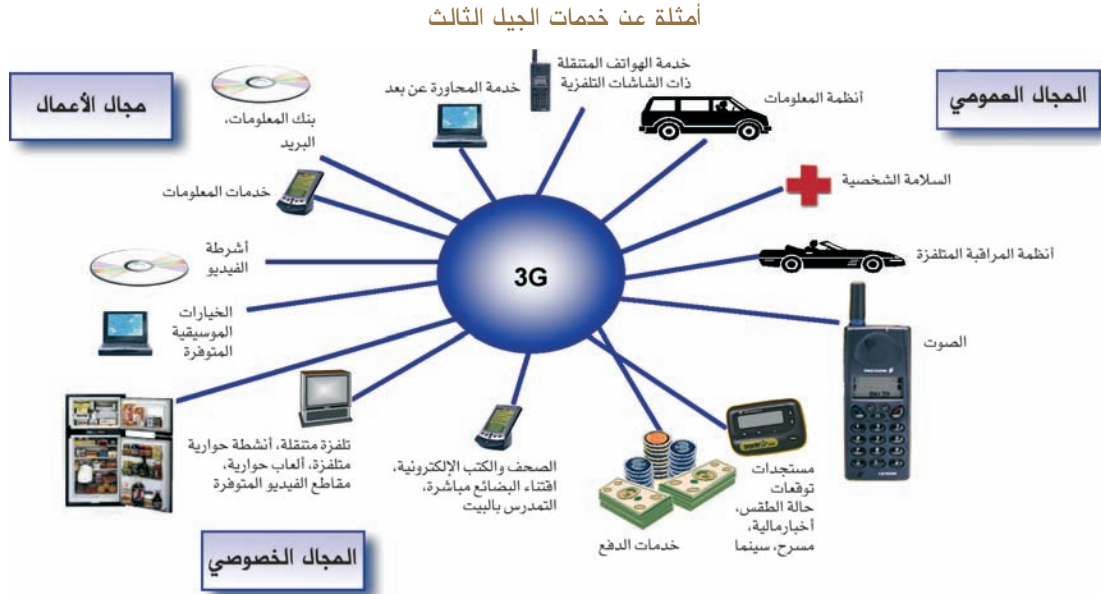 أمثلة عن خدمات الجيل الثالث
المجال العمومي
مجال الأعمال
خدمة الهواتف المتنقلة
ذات الشاشات التلفزية
خدمة المحاورة عن بعد
أنظمة المعلومات
بنك المعلومات،
البريد
السلامة الشخصية
خدمات المعلومات
أنظمة المراقبة المتلفزة
أشرطة
الفيديو
3G
الخيارات
الموسيقية
المتوفرة
الصوت
تلفزة متنقلة، أنشطة حوارية
متلفزة، ألعاب حوارية،
مقاطع الفيديو المتوفرة
الصحف والكتب الإلكترونية،
اقتناء البضائع مباشرة،
التمدرس بالبيت
خدمات الدفع
مستجدات
توقعات
حالة الطقس،
أخبارمالية،
مسرح، سينما
المجال الخصوصي